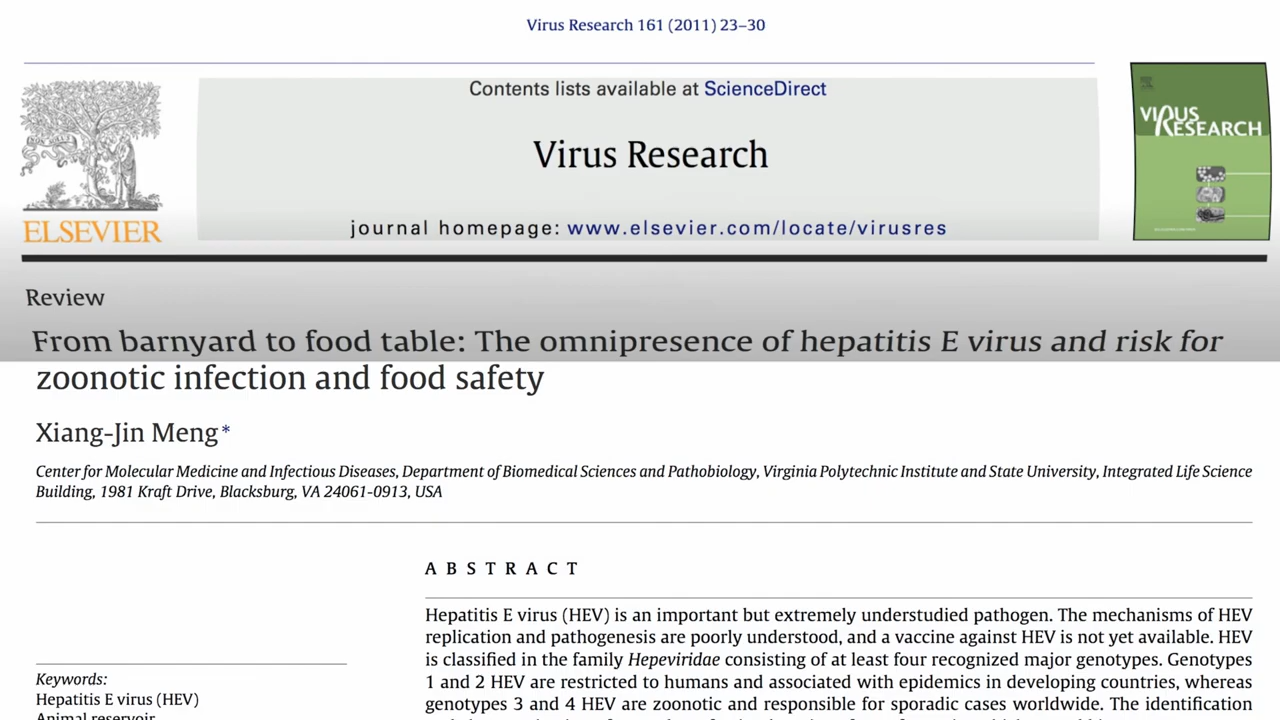 Virus Research 161 (2011) 23–30
Contents lists available at ScienceDirect
Virus Research
journal homepage: www.elsevier.com/locate/virusres
ELSEVIER
VIRUS
RESEARCH
Review
From barnyard to food table: The omnipresence of hepatitis E virus and risk for
zoonotic infection and food safety
Xiang-Jin Meng*
Center for Molecular Medicine and Infectious Diseases, Department of Biomedical Sciences and Pathobiology, Virginia Polytechnic Institute and State University, Integrated Life Science
Building, 1981 Kraft Drive, Blacksburg, VA 24061-0913, USA
Keywords:
Hepatitis E virus (HEV)
Animal reservoir
ABSTRACT
Hepatitis E virus (HEV) is an important but extremely understudied pathogen. The mechanisms of HEV
replication and pathogenesis are poorly understood, and a vaccine against HEV is not yet available. HEV
is classified in the family Hepeviridae consisting of at least four recognized major genotypes. Genotypes
1 and 2 HEV are restricted to humans and associated with epidemics in developing countries, whereas
genotypes 3 and 4 HEV are zoonotic and responsible for sporadic cases worldwide. The identification